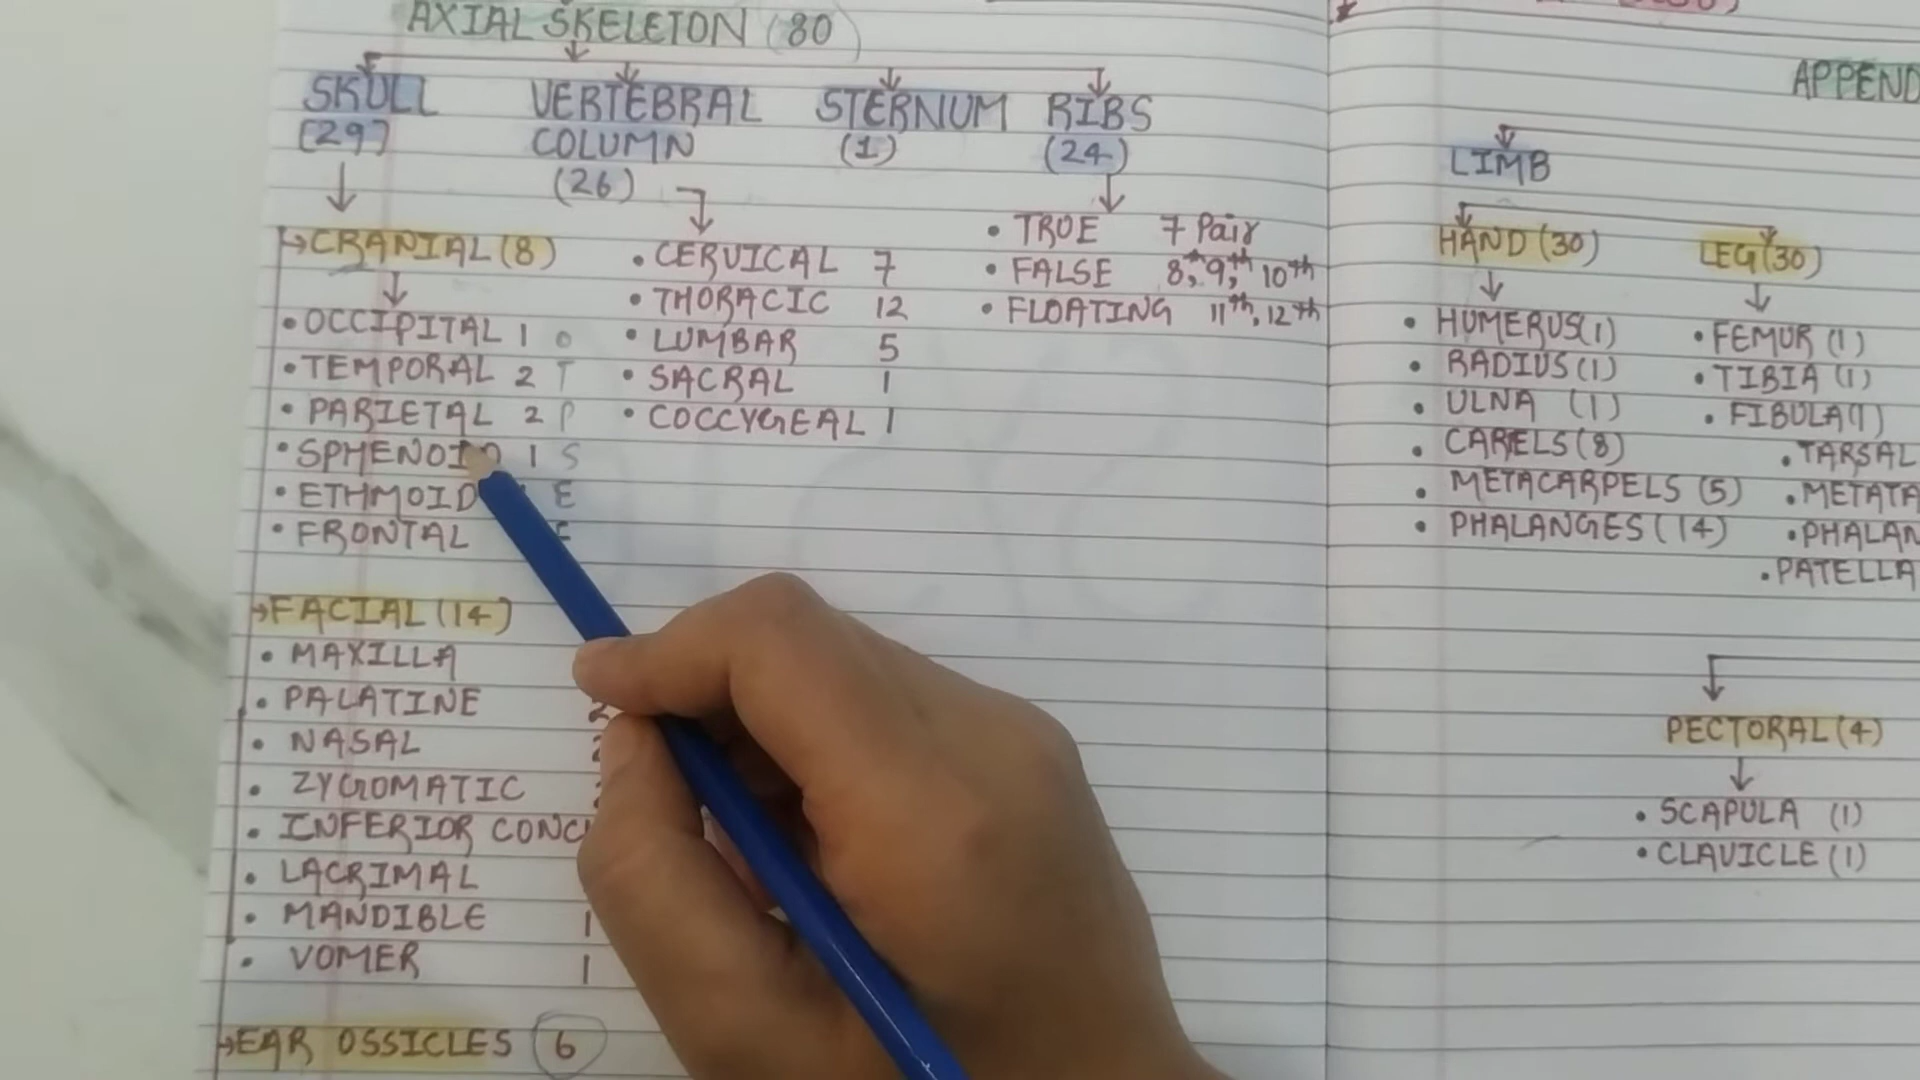 AXIAL SKELETON (80)
SKULL
(29)
VERTEBRAL
COLUMN
(26)
STERNUM
(1)
RIBS
(24)
→CRANIAL (8)
• OCCIPITAL 1 O
• TEMPORAL 2 T
• PARIETAL 2 P
• SPHENOID 1 S
• ETHMOID E
• FRONTAL
• CERVICAL 7
• THORACIC 12
• LUMBAR 5
• SACRAL 1
• COCCYGEAL 1
• TRUE 7 Pair
• FALSE 8th, 9th, 10th
• FLOATING 11th, 12th
→FACIAL (14)
• MAXILLA
• PALATINE 2
• NASAL
• ZYGOMATIC
• INFERIOR CONC
• LACRIMAL
• MANDIBLE 1
• VOMER 1
→EAR OSSICLES 6
APPEND
LIMB
HAND (30)
• HUMERUS (1)
• RADIUS (1)
• ULNA (1)
• CARPELS (8)
• METACARPELS (5)
• PHALANGES (14)
LEG (30)
• FEMUR (1)
• TIBIA (1)
• FIBULA (1)
• TARSAL
• METATA
• PHALAN
• PATELLA
PECTORAL (4)
• SCAPULA (1)
• CLAVICLE (1)